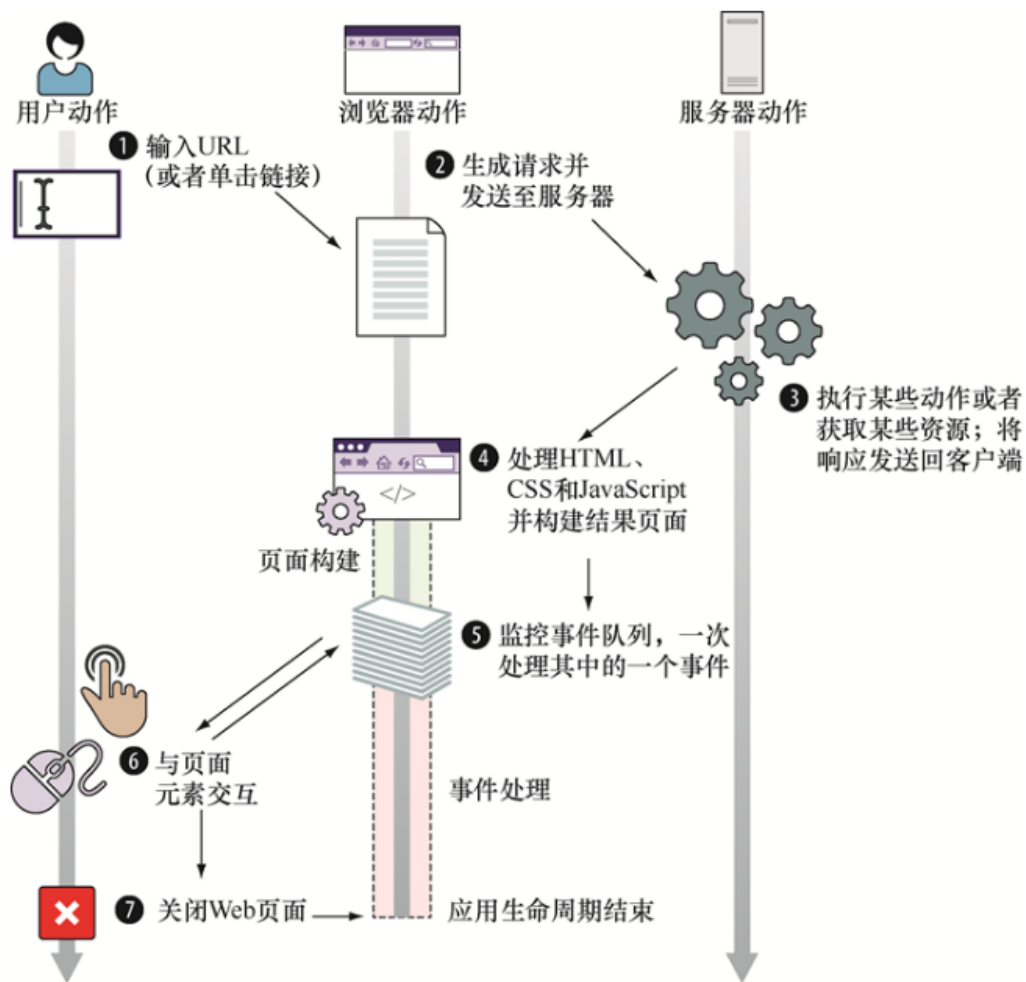 用户动作
浏览器动作
服务器动作
❶ 输入URL
（或者单击链接）
❷ 生成请求并
发送至服务器
❸ 执行某些动作或者
获取某些资源；将
响应发送回客户端
❹ 处理HTML、
CSS和JavaScript
并构建结果页面
</>
页面构建
❺ 监控事件队列，一次
处理其中的一个事件
❻ 与页面
元素交互
事件处理
❼ 关闭Web页面
应用生命周期结束